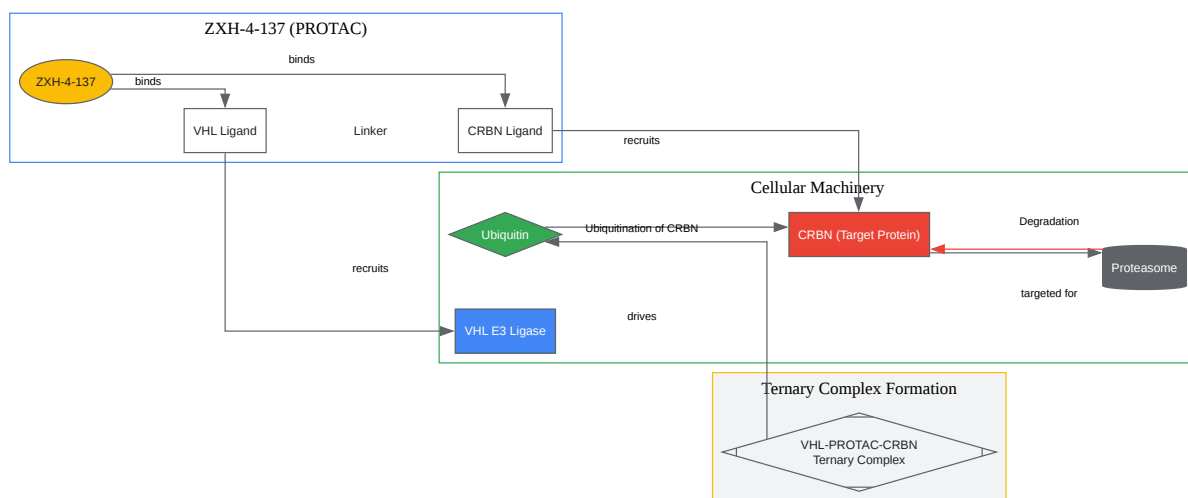 ZXH-4-137 (PROTAC)
binds
ZXH-4-137
binds
VHL Ligand
Linker
CRBN Ligand
recruits
Cellular Machinery
Ubiquitin
Ubiquitination of CRBN
CRBN (Target Protein)
Degradation
Proteasome
recruits
targeted for
drives
VHL E3 Ligase
Ternary Complex Formation
VHL-PROTAC-CRBN
Ternary Complex